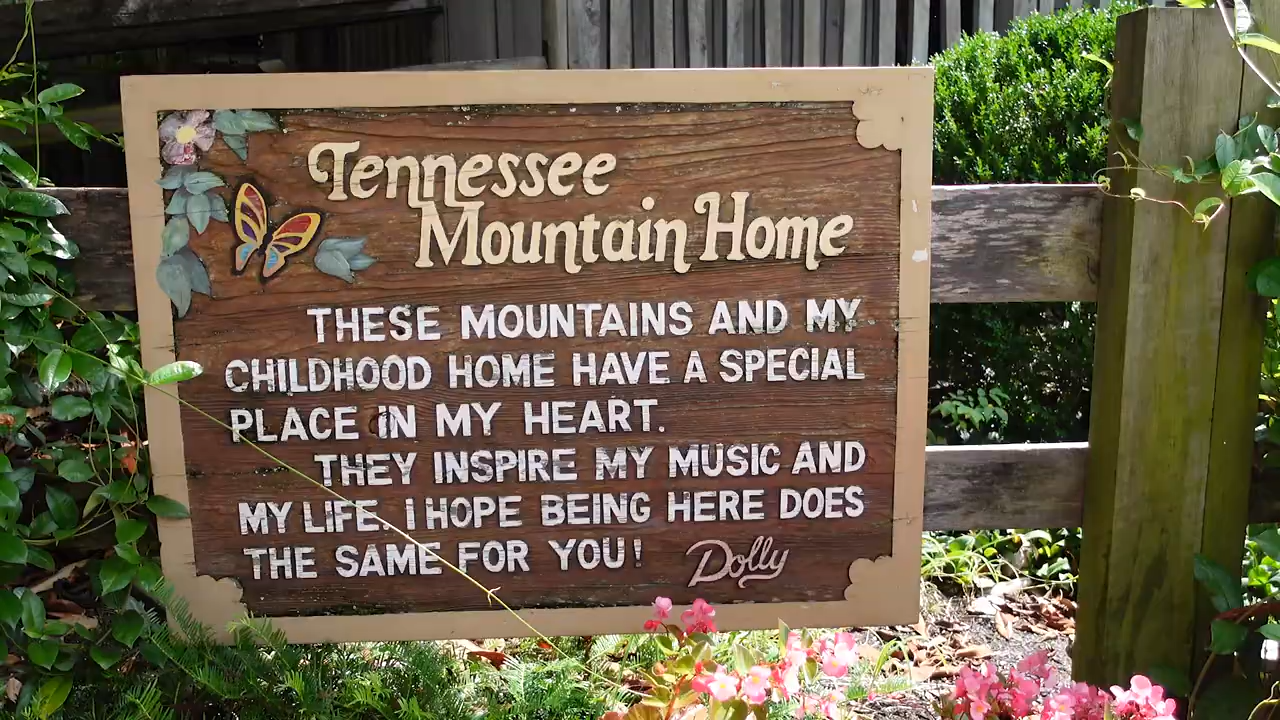 Tennessee
Mountain Home
THESE MOUNTAINS AND MY
CHILDHOOD HOME HAVE A SPECIAL
PLACE IN MY HEART.
THEY INSPIRE MY MUSIC AND
MY LIFE. I HOPE BEING HERE DOES
THE SAME FOR YOU! Dolly